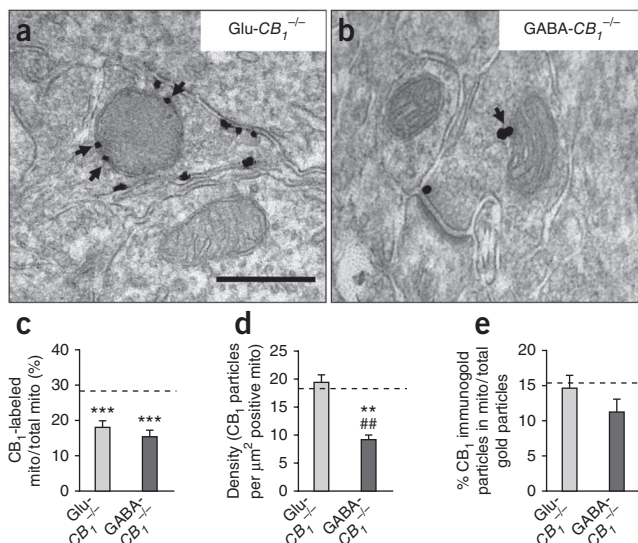 a
Glu-CB₁⁻/⁻
b
GABA-CB₁⁻/⁻
c
CB₁-labeled
mito/total mito (%)
40
30
20
10
0
***
***
Glu-
CB₁⁻/⁻
GABA-
CB₁⁻/⁻
d
Density (CB₁ particles
per μm² positive mito)
25
20
15
10
5
0
**
##
Glu-
CB₁⁻/⁻
GABA-
CB₁⁻/⁻
e
% CB₁ immunogold
particles in mito/total
gold particles
20
15
10
5
0
Glu-
CB₁⁻/⁻
GABA-
CB₁⁻/⁻